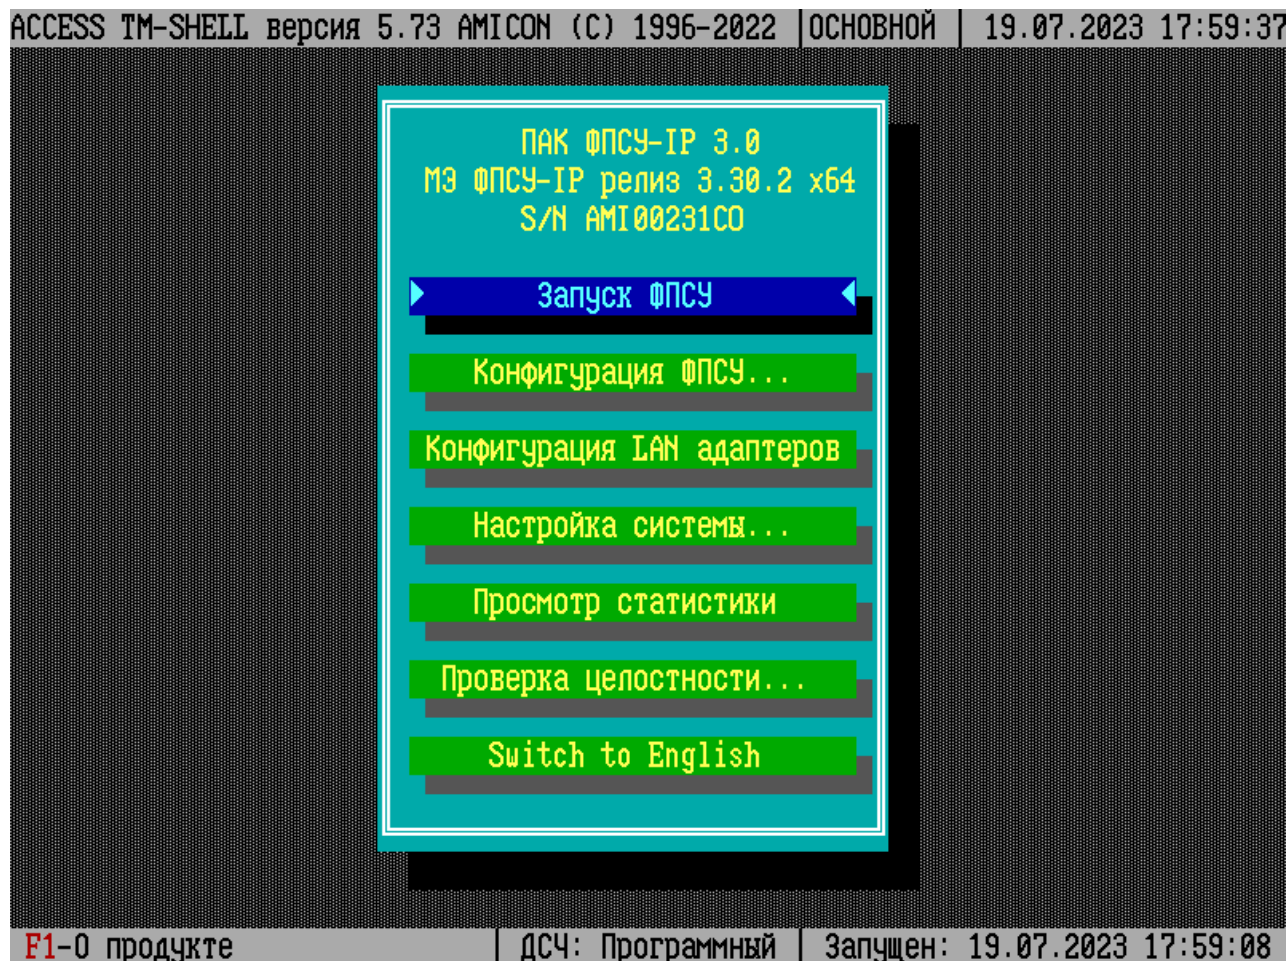 ACCESS TM-SHELL версия 5.73 AMICON (C) 1996-2022 |ОСНОВНОЙ | 19.07.2023 17:59:37
ПАК ФПСУ-IP 3.0
МЭ ФПСУ-IP релиз 3.30.2 x64
S/N AMI00231CO
Запуск ФПСУ
Конфигурация ФПСУ...
Конфигурация LAN адаптеров
Настройка системы...
Просмотр статистики
Проверка целостности...
Switch to English
F1-О продукте | ДСЧ: Программный | Запущен: 19.07.2023 17:59:08